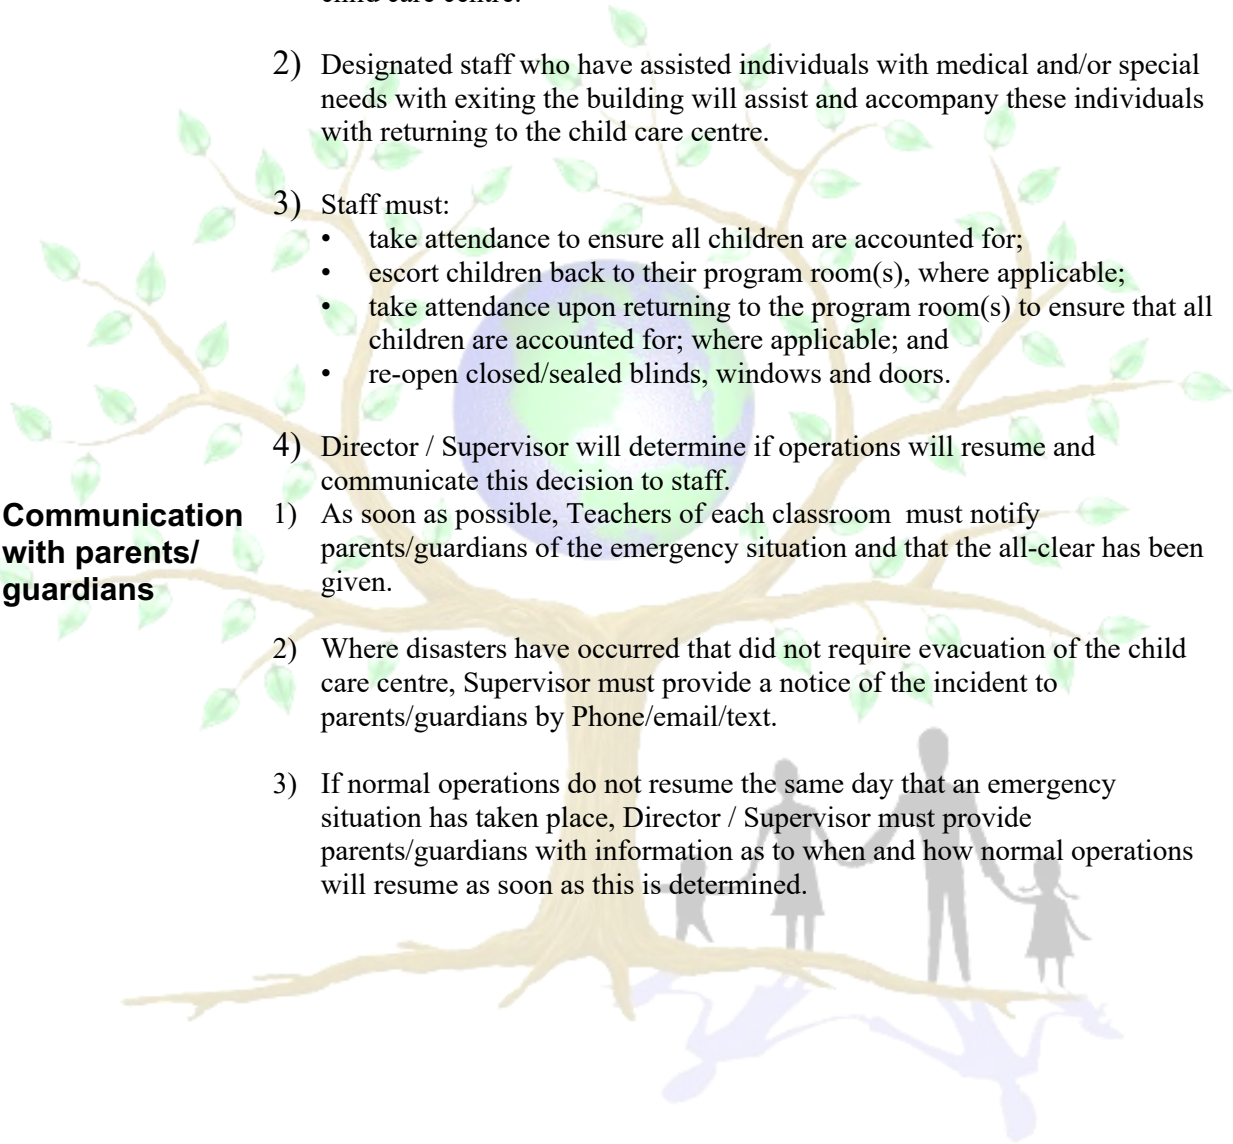 child care centre.
2) Designated staff who have assisted individuals with medical and/or special
needs with exiting the building will assist and accompany these individuals
with returning to the child care centre.
3) Staff must:
• take attendance to ensure all children are accounted for;
• escort children back to their program room(s), where applicable;
• take attendance upon returning to the program room(s) to ensure that all
children are accounted for; where applicable; and
• re-open closed/sealed blinds, windows and doors.
4) Director / Supervisor will determine if operations will resume and
communicate this decision to staff.
Communication
with parents/
guardians
1) As soon as possible, Teachers of each classroom  must notify
parents/guardians of the emergency situation and that the all-clear has been
given.
2) Where disasters have occurred that did not require evacuation of the child
care centre, Supervisor must provide a notice of the incident to
parents/guardians by Phone/email/text.
3) If normal operations do not resume the same day that an emergency
situation has taken place, Director / Supervisor must provide
parents/guardians with information as to when and how normal operations
will resume as soon as this is determined.